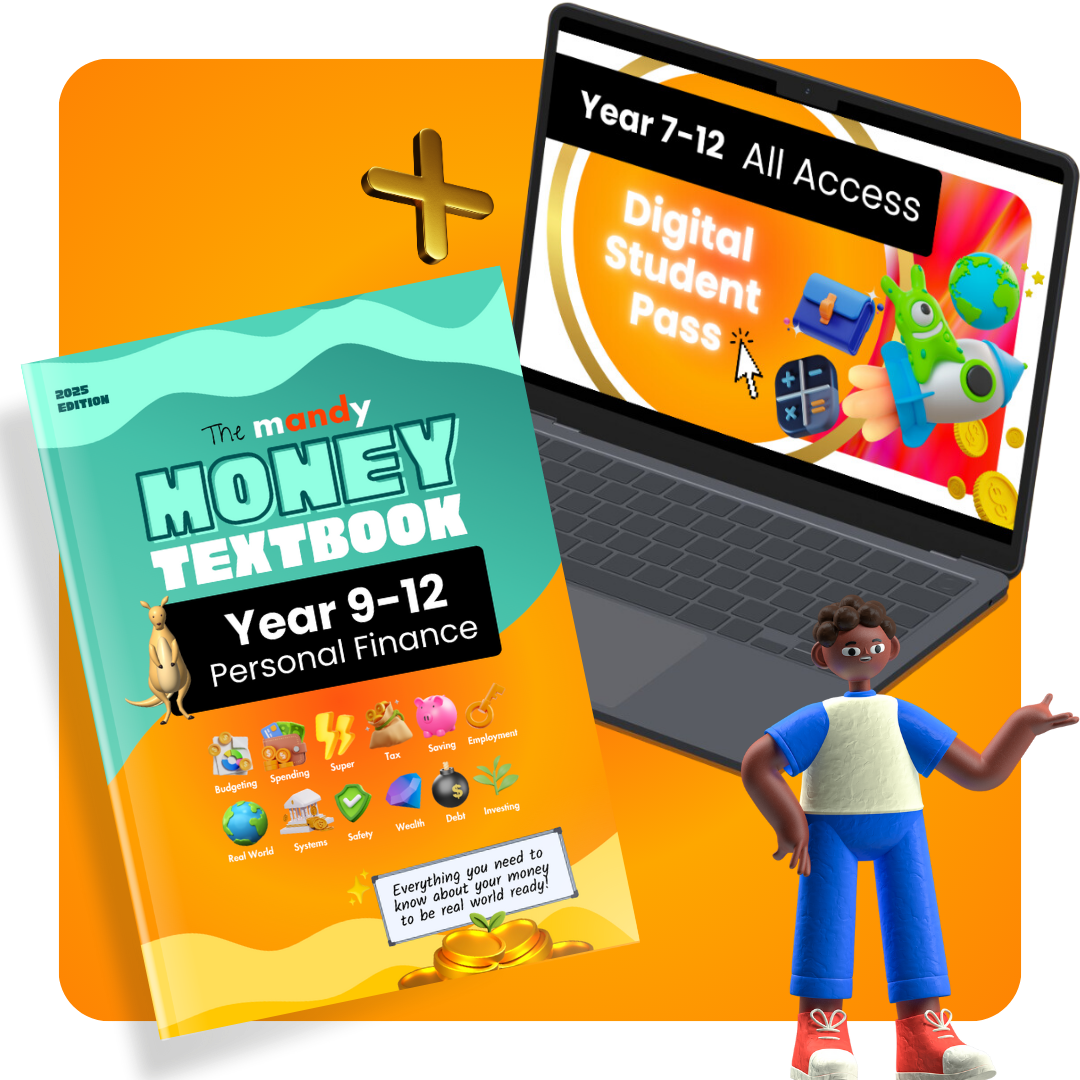 Year 7-12 All Access
Digital
Student
Pass
2025
EDITION
The mandy
MONEY
TEXTBOOK
Year 9-12
Personal Finance
Budgeting Spending Super Tax Saving Employment
Real World Systems Safety Wealth Debt Investing
Everything you need to
know about your money
to be real world ready!